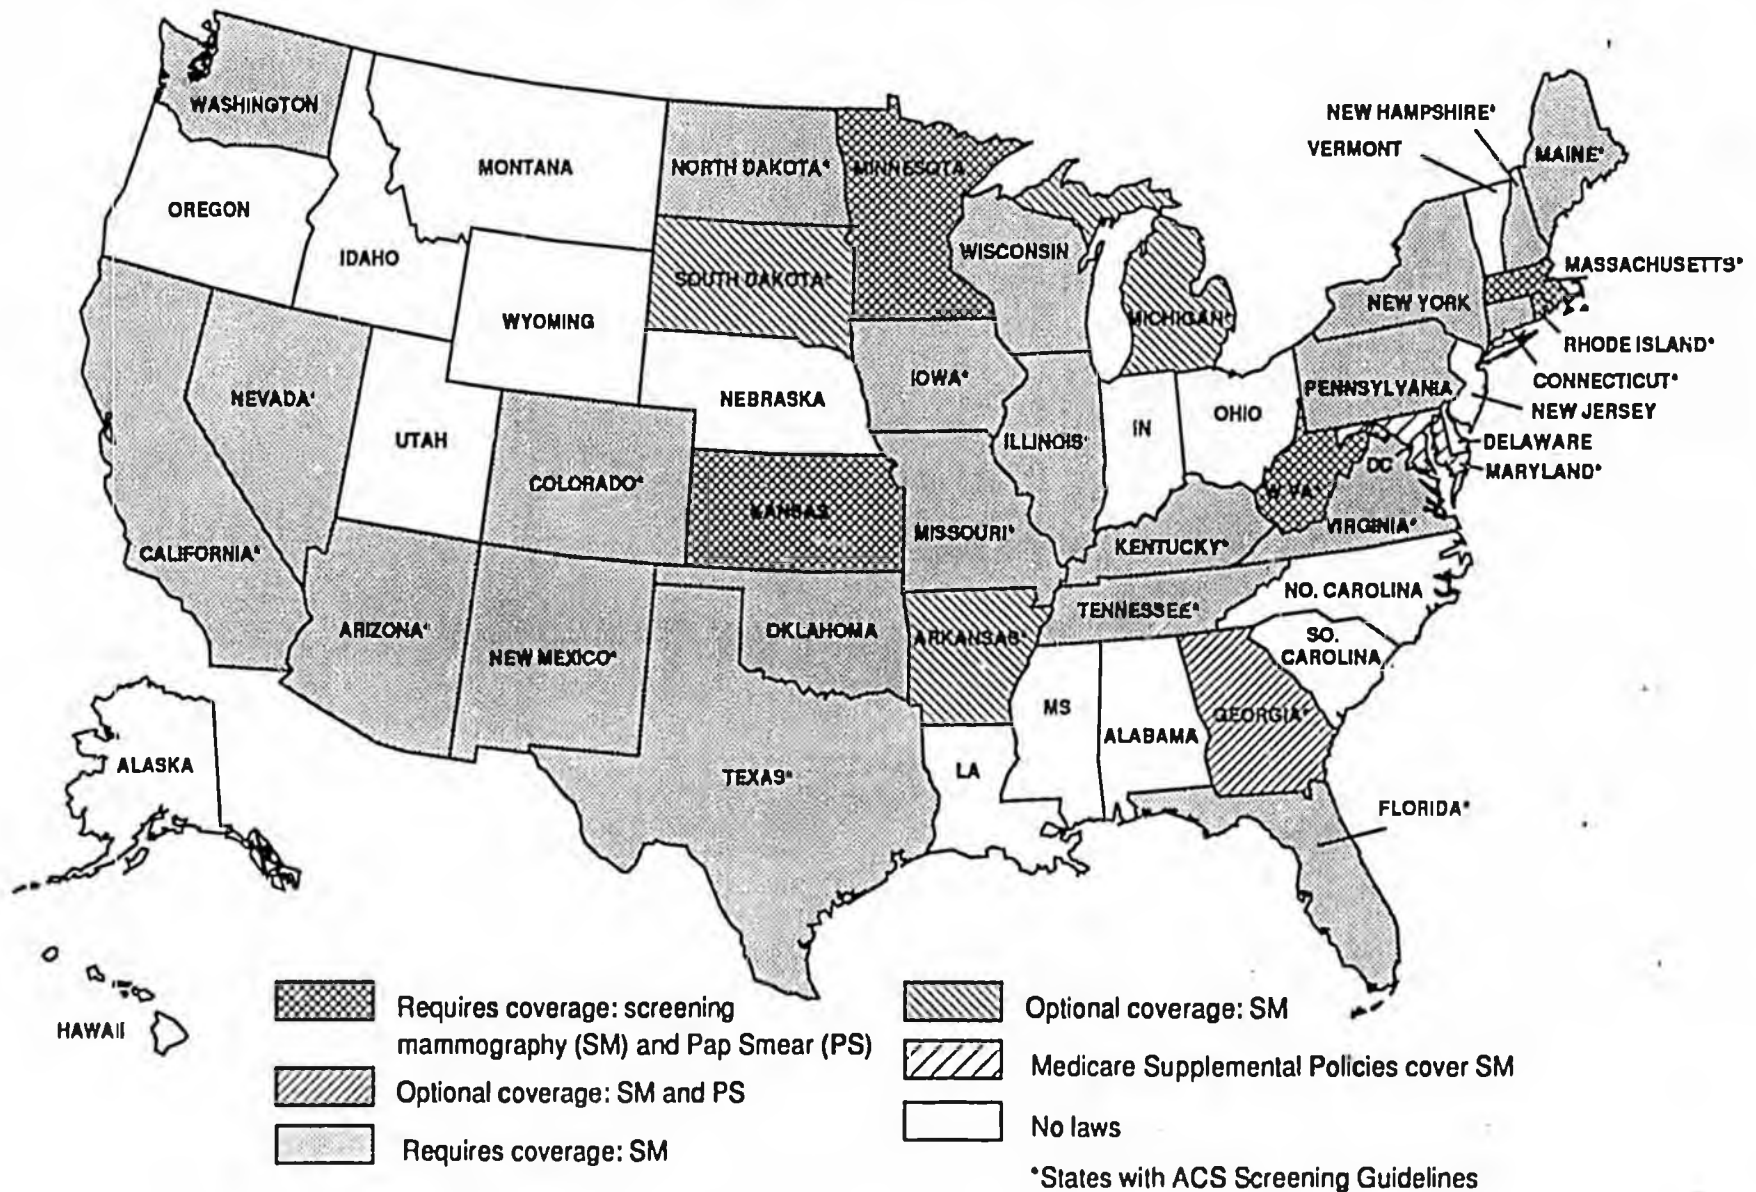 NEW HAMPSHIRE*
WASHINGTON
VERMONT
MAINE*
MONTANA
NORTH DAKOTA*
MINNESOTA
OREGON
IDAHO
WISCONSIN
MASSACHUSETTS*
SOUTH DAKOTA*
NEW YORK
WYOMING
MICHIGAN*
RHODE ISLAND*
IOWA*
CONNECTICUT*
PENNSYLVANIA
NEVADA*
NEBRASKA
NEW JERSEY
OHIO
IN
UTAH
ILLINOIS*
DELAWARE
DC
MARYLAND*
COLORADO*
W.VA.
KANSAS
VIRGINIA*
MISSOURI*
KENTUCKY*
CALIFORNIA*
NO. CAROLINA
TENNESSEE*
ARIZONA*
OKLAHOMA
ARKANSAS*
SO.
CAROLINA
NEW MEXICO*
MS
GEORGIA*
ALABAMA
ALASKA
LA
TEXAS*
FLORIDA*
HAWAII
Requires coverage: screening
mammography (SM) and Pap Smear (PS)
Optional coverage: SM and PS
Requires coverage: SM
Optional coverage: SM
Medicare Supplemental Policies cover SM
No laws
*States with ACS Screening Guidelines